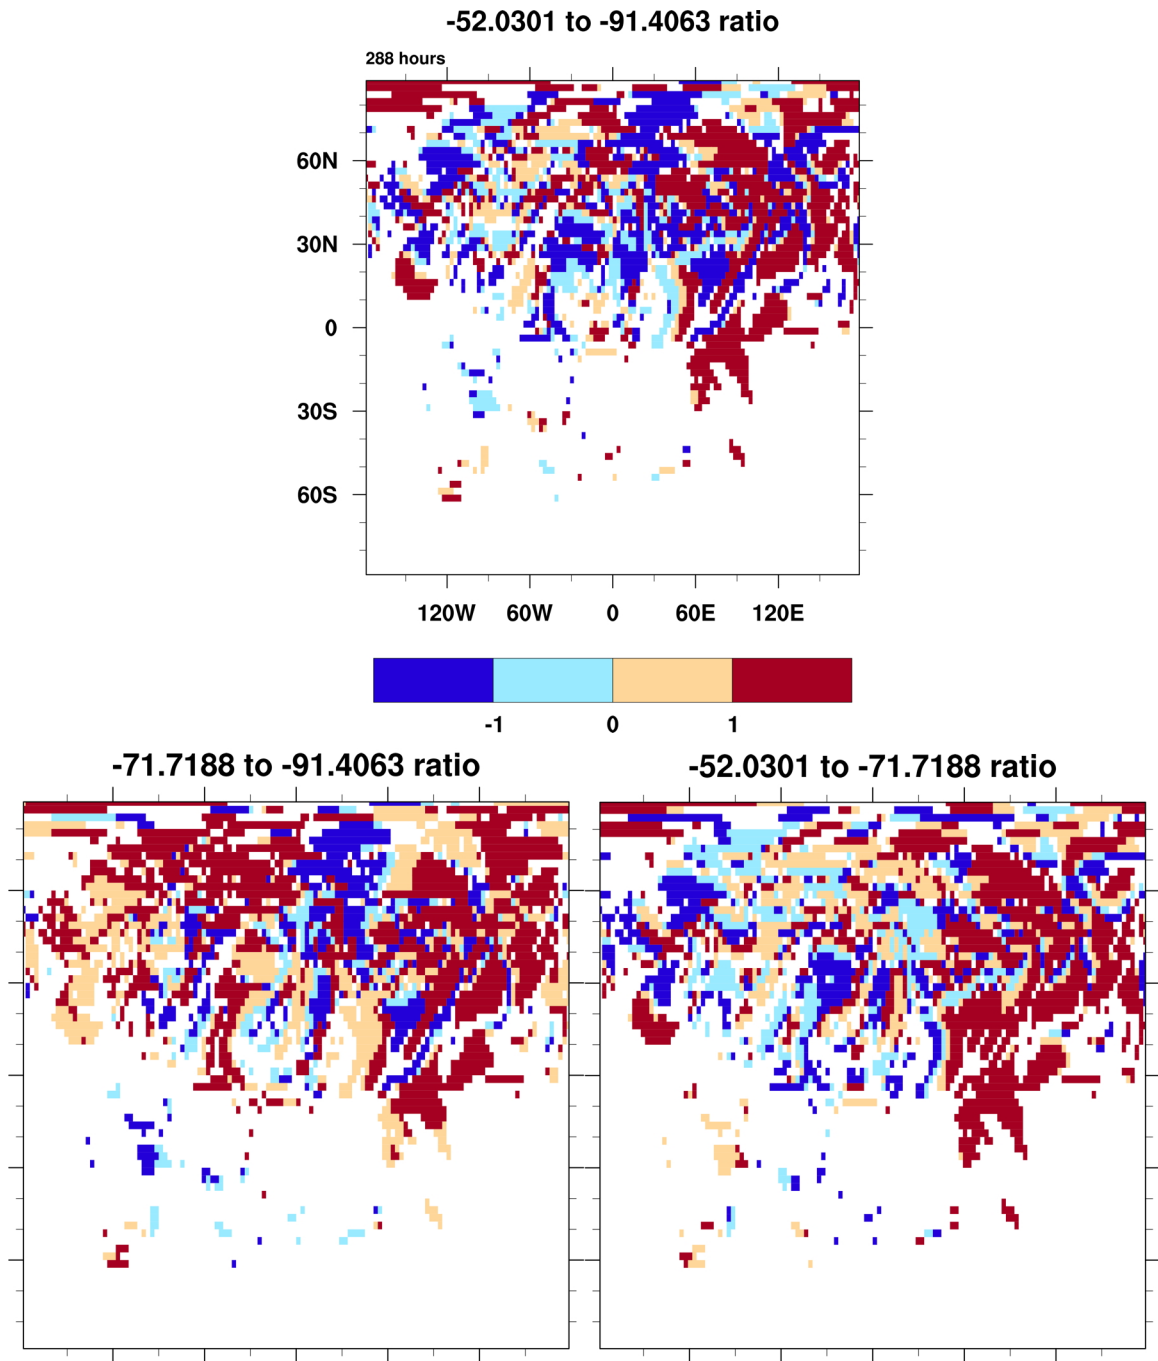 -52.0301 to -91.4063 ratio
288 hours
60N
30N
0
30S
60S
120W 60W 0 60E 120E
-1 0 1
-71.7188 to -91.4063 ratio
-52.0301 to -71.7188 ratio